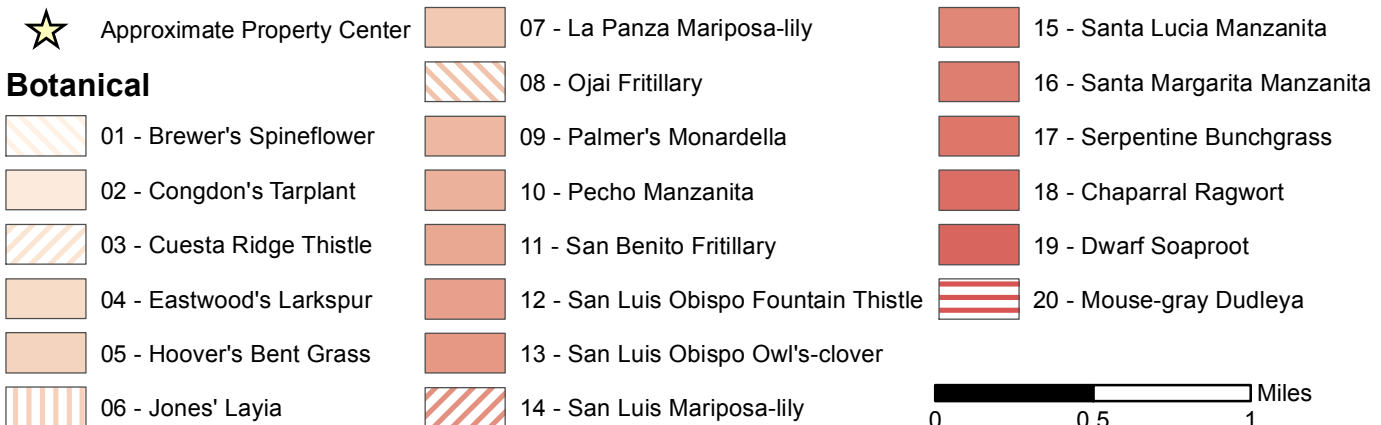 Approximate Property Center
Botanical
01 - Brewer's Spineflower
02 - Congdon's Tarplant
03 - Cuesta Ridge Thistle
04 - Eastwood's Larkspur
05 - Hoover's Bent Grass
06 - Jones' Layia
07 - La Panza Mariposa-lily
08 - Ojai Fritillary
09 - Palmer's Monardella
10 - Pecho Manzanita
11 - San Benito Fritillary
12 - San Luis Obispo Fountain Thistle
13 - San Luis Obispo Owl's-clover
14 - San Luis Mariposa-lily
15 - Santa Lucia Manzanita
16 - Santa Margarita Manzanita
17 - Serpentine Bunchgrass
18 - Chaparral Ragwort
19 - Dwarf Soaproot
20 - Mouse-gray Dudleya
Miles
0 0.5 1